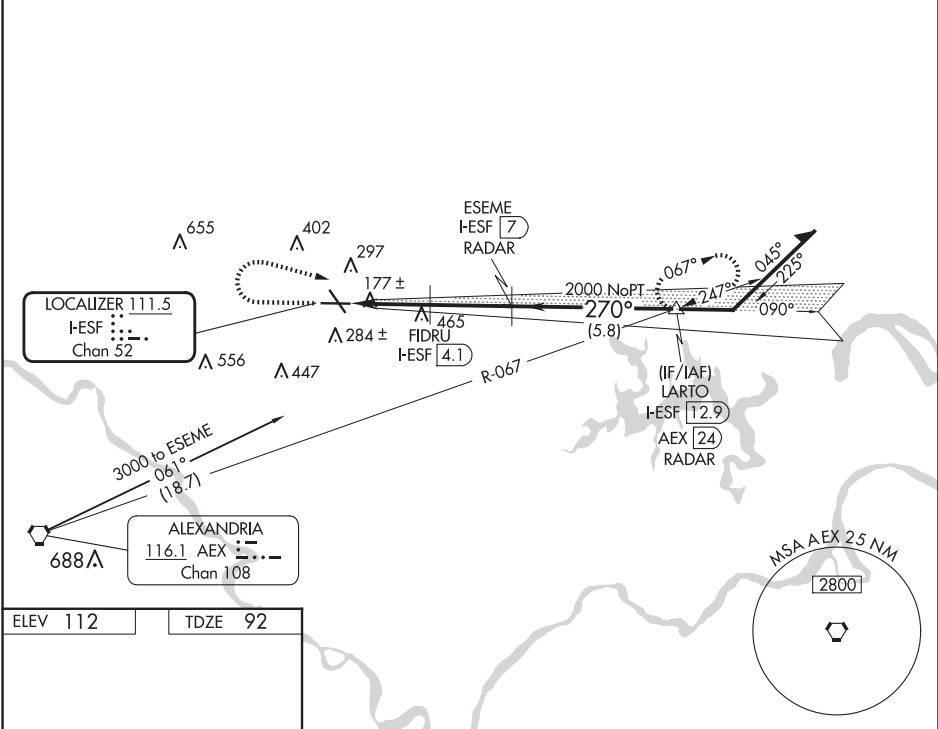 ESEME
I-ESF 7
RADAR
655
402
297
177 ±
2000 NoPT
067°
247°
045°
225°
090°
270°
(5.8)
LOCALIZER 111.5
I-ESF
Chan 52
284 ±
465
FIDRU
I-ESF 4.1
556
447
R-067
(IF/IAF)
LARTO
I-ESF 12.9
AEX 24
RADAR
3000 to ESEME
061°
(18.7)
688
ALEXANDRIA
116.1 AEX
Chan 108
MSA AEX 25 NM
2800
ELEV 112
TDZE 92